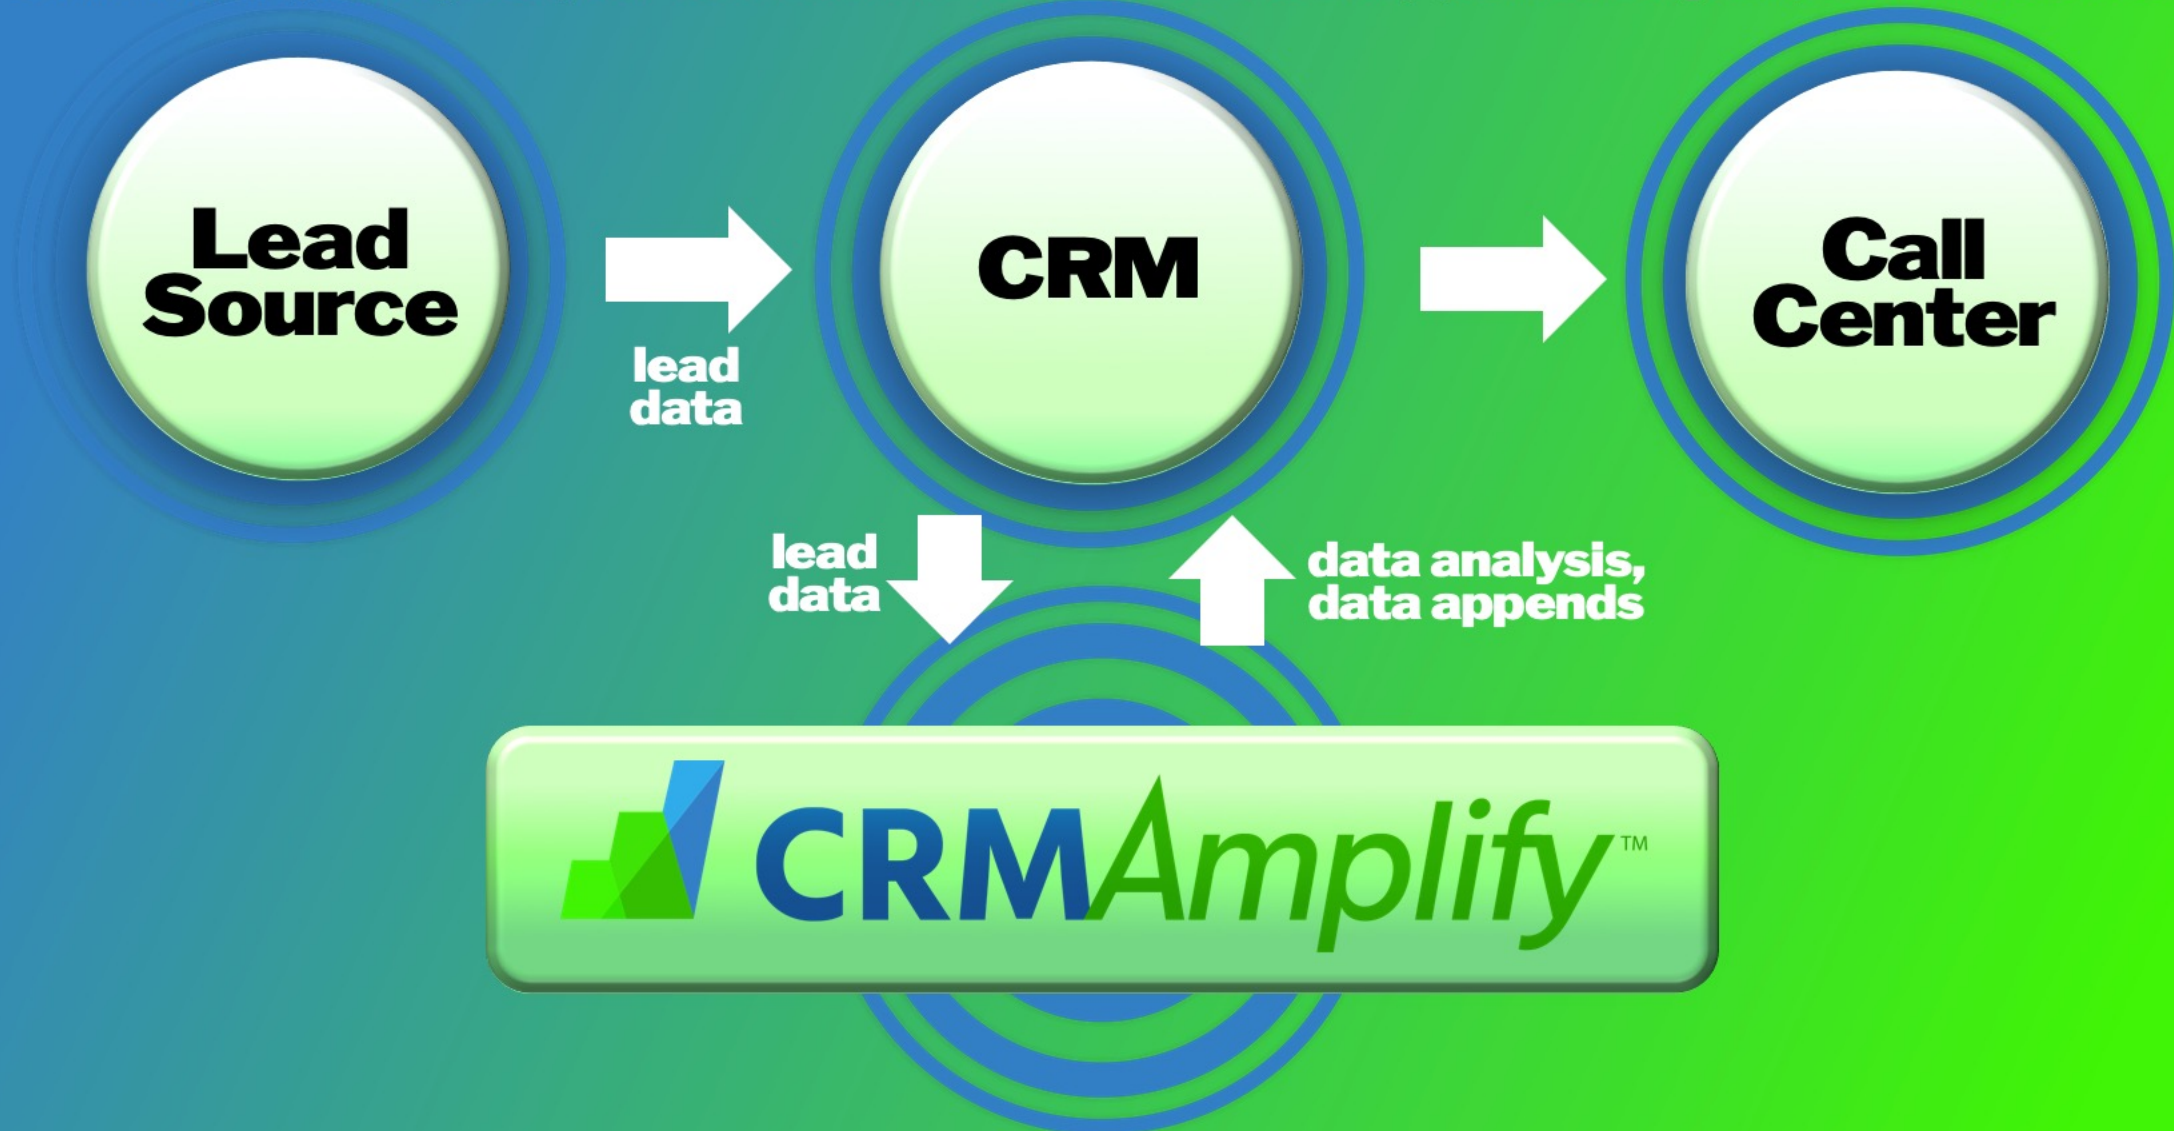 Lead
Source
lead
data
CRM
Call
Center
lead
data
data analysis,
data appends
CRMAmplify™